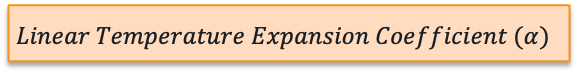 Linear Temperature Expansion Coefficient (α)